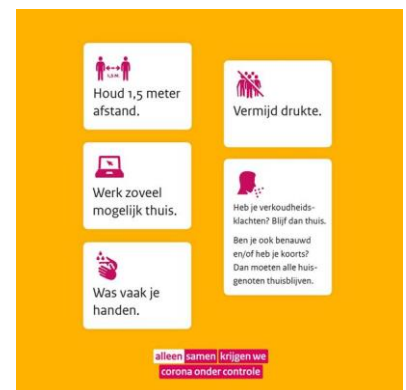 1,5 M
Houd 1,5 meter
afstand.
Werk zoveel
mogelijk thuis.
Was vaak je
handen.
Vermijd drukte.
Heb je verkoudheids-
klachten? Blijf dan thuis.
Ben je ook benauwd
en/of heb je koorts?
Dan moeten alle huis-
genoten thuisblijven.
alleen samen krijgen we
corona onder controle